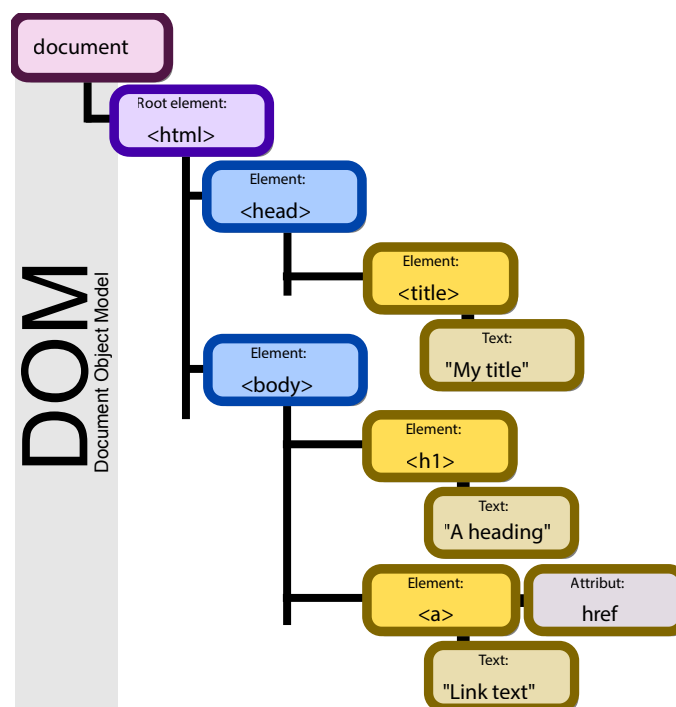 document
Root element:
<html>
Element:
<head>
Element:
<title>
Text:
"My title"
Element:
<body>
Element:
<h1>
Text:
"A heading"
Element:
<a>
Attribut:
href
Text:
"Link text"
DOM
Document Object Model